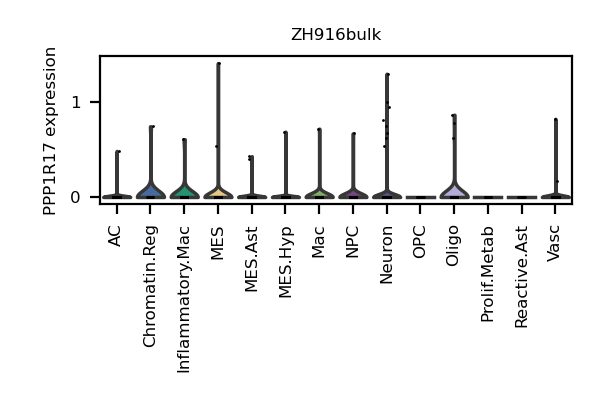 ZH916bulk
PPP1R17 expression
1
0
AC
Chromatin.Reg
Inflammatory.Mac
MES
MES.Ast
MES.Hyp
Mac
NPC
Neuron
OPC
Oligo
Prolif.Metab
Reactive.Ast
Vasc